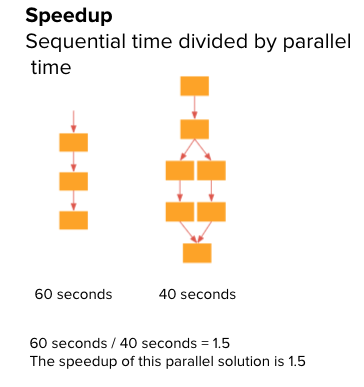 Speedup
Sequential time divided by parallel
time
60 seconds
40 seconds
60 seconds / 40 seconds = 1.5
The speedup of this parallel solution is 1.5